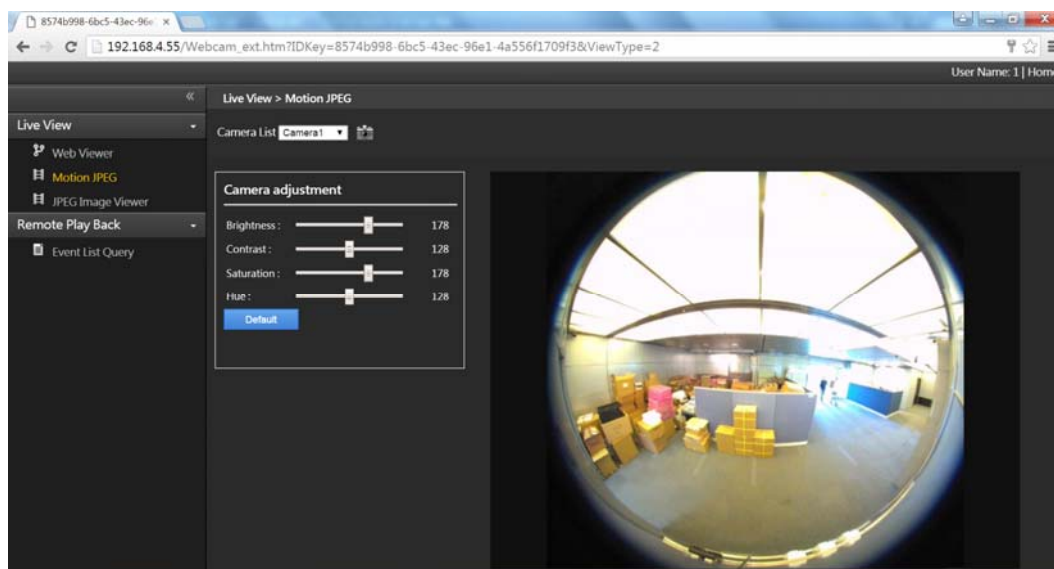 8574b998-6bc5-43ec-96e
192.168.4.55/Webcam_ext.htm?IDKey=8574b998-6bc5-43ec-96e1-4a556f1709f3&ViewType=2
User Name: 1 | Home
Live View > Motion JPEG
Live View
Camera List Camera1
Web Viewer
Motion JPEG
JPEG Image Viewer
Remote Play Back
Event List Query
Camera adjustment
Brightness : 178
Contrast : 128
Saturation : 178
Hue : 128
Default